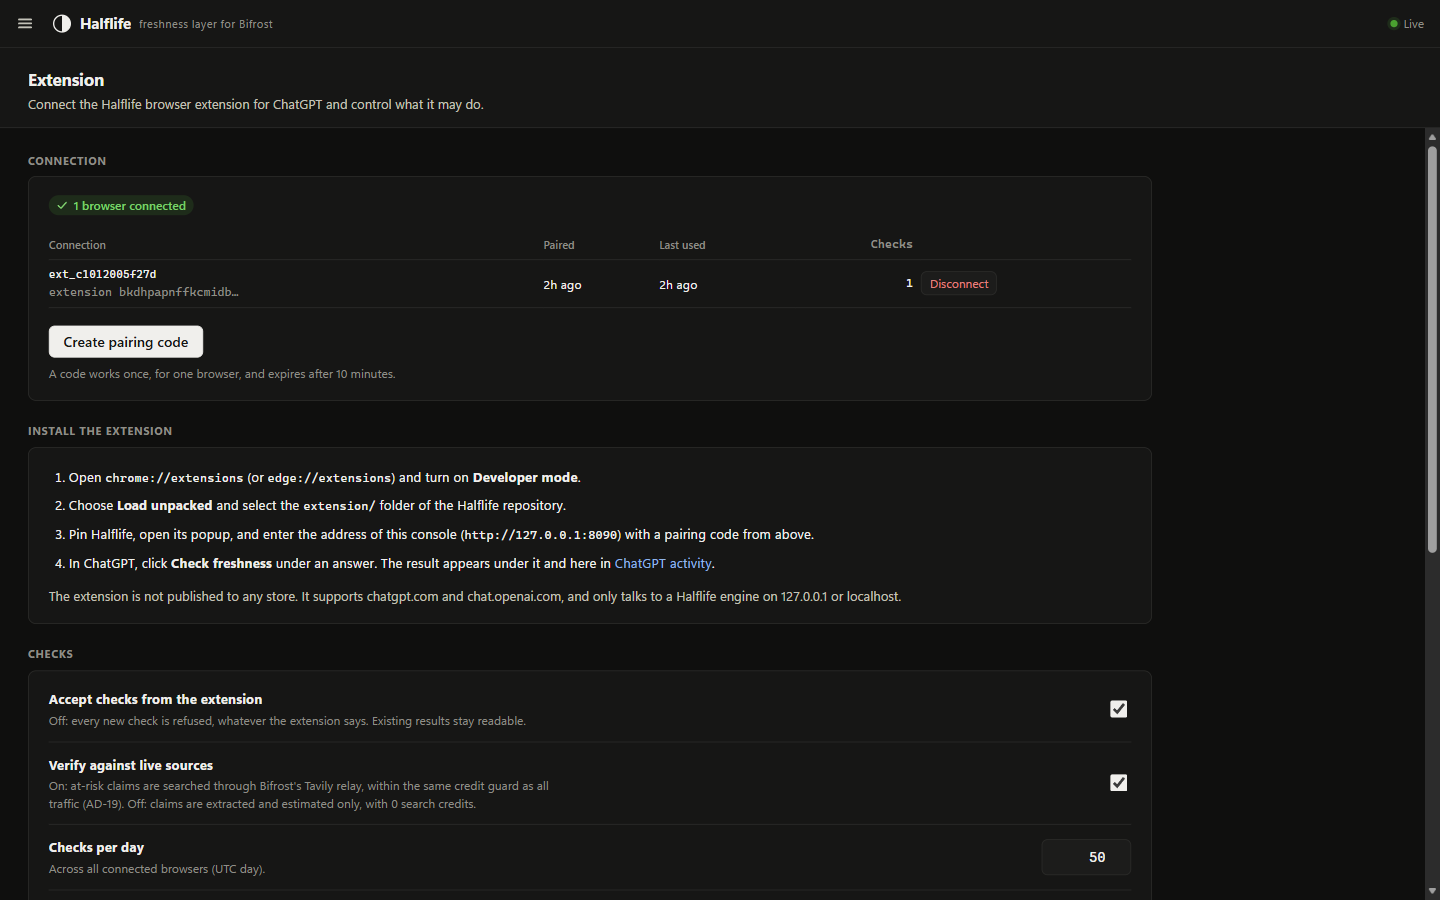 Halflife freshness layer for Bifrost
Live
Extension
Connect the Halflife browser extension for ChatGPT and control what it may do.
CONNECTION
1 browser connected
Connection Paired Last used Checks
ext_c1012005f27d
extension bkdhpapnffkcmidb…
2h ago 2h ago 1 Disconnect
Create pairing code
A code works once, for one browser, and expires after 10 minutes.
INSTALL THE EXTENSION
1. Open chrome://extensions (or edge://extensions) and turn on Developer mode.
2. Choose Load unpacked and select the extension/ folder of the Halflife repository.
3. Pin Halflife, open its popup, and enter the address of this console (http://127.0.0.1:8090) with a pairing code from above.
4. In ChatGPT, click Check freshness under an answer. The result appears under it and here in ChatGPT activity.
The extension is not published to any store. It supports chatgpt.com and chat.openai.com, and only talks to a Halflife engine on 127.0.0.1 or localhost.
CHECKS
Accept checks from the extension
Off: every new check is refused, whatever the extension says. Existing results stay readable.
Verify against live sources
On: at-risk claims are searched through Bifrost's Tavily relay, within the same credit guard as all
traffic (AD-19). Off: claims are extracted and estimated only, with 0 search credits.
Checks per day
50
Across all connected browsers (UTC day).